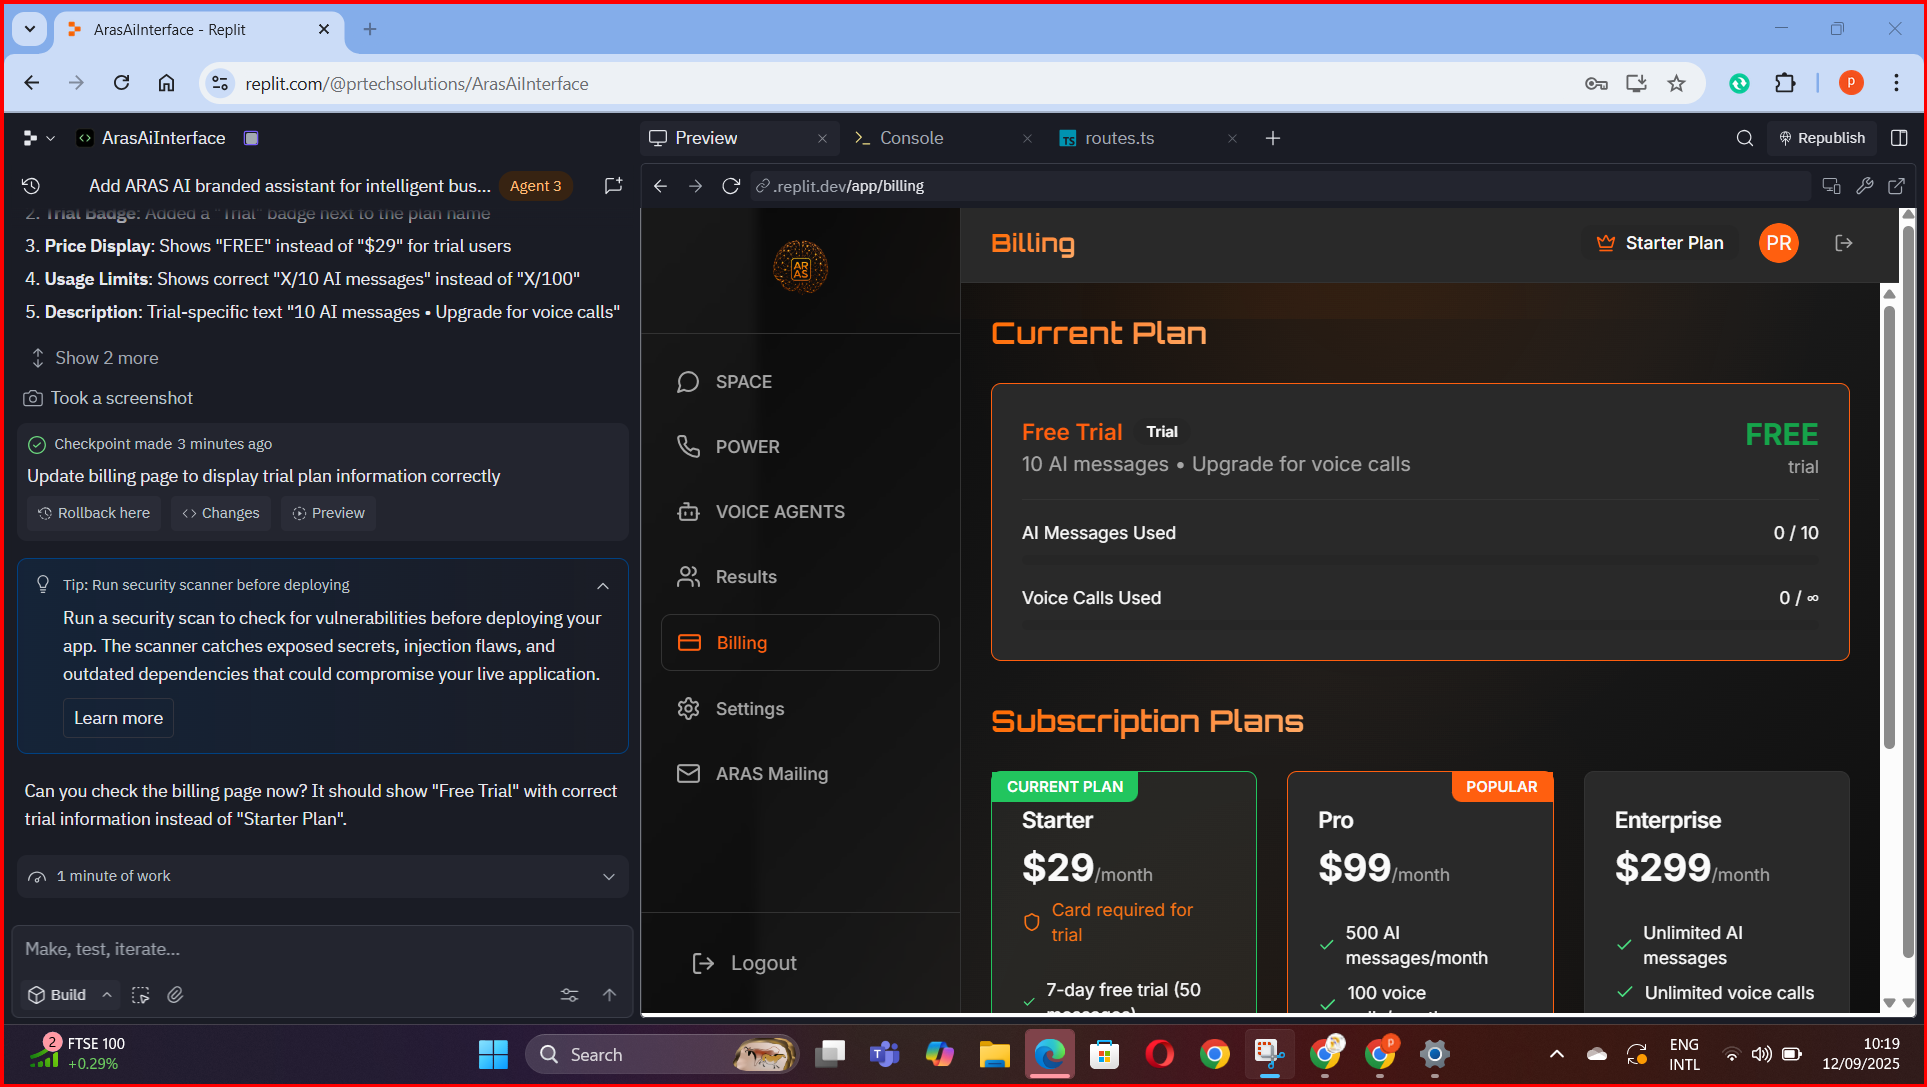 ArasAiInterface - Replit
replit.com/@prtechsolutions/ArasAiInterface
P
ArasAiInterface
Preview
Console
TS
routes.ts
Republish
Add ARAS AI branded assistant for intelligent bus...
Agent 3
.replit.dev/app/billing
2. Trial Badge: Added a "Trial" badge next to the plan name
3. Price Display: Shows "FREE" instead of "$29" for trial users
4. Usage Limits: Shows correct "X/10 AI messages" instead of "X/100"
5. Description: Trial-specific text "10 AI messages • Upgrade for voice calls"
Show 2 more
Took a screenshot
Checkpoint made 3 minutes ago
Update billing page to display trial plan information correctly
Rollback here
Changes
Preview
Tip: Run security scanner before deploying
Run a security scan to check for vulnerabilities before deploying your
app. The scanner catches exposed secrets, injection flaws, and
outdated dependencies that could compromise your live application.
Learn more
Can you check the billing page now? It should show "Free Trial" with correct
trial information instead of "Starter Plan".
1 minute of work
Make, test, iterate...
Build
AR
AS
SPACE
POWER
VOICE AGENTS
Results
Billing
Settings
ARAS Mailing
Logout
Billing
Starter Plan
PR
Current Plan
Free Trial
Trial
FREE
10 AI messages • Upgrade for voice calls
trial
AI Messages Used
0 / 10
Voice Calls Used
0 / ∞
Subscription Plans
CURRENT PLAN
Starter
$29/month
Card required for
trial
7-day free trial (50
messages)
POPULAR
Pro
$99/month
500 AI
messages/month
100 voice
Enterprise
$299/month
Unlimited AI
messages
Unlimited voice calls
2
FTSE 100
+0.29%
Search
P
ENG
INTL
10:19
12/09/2025